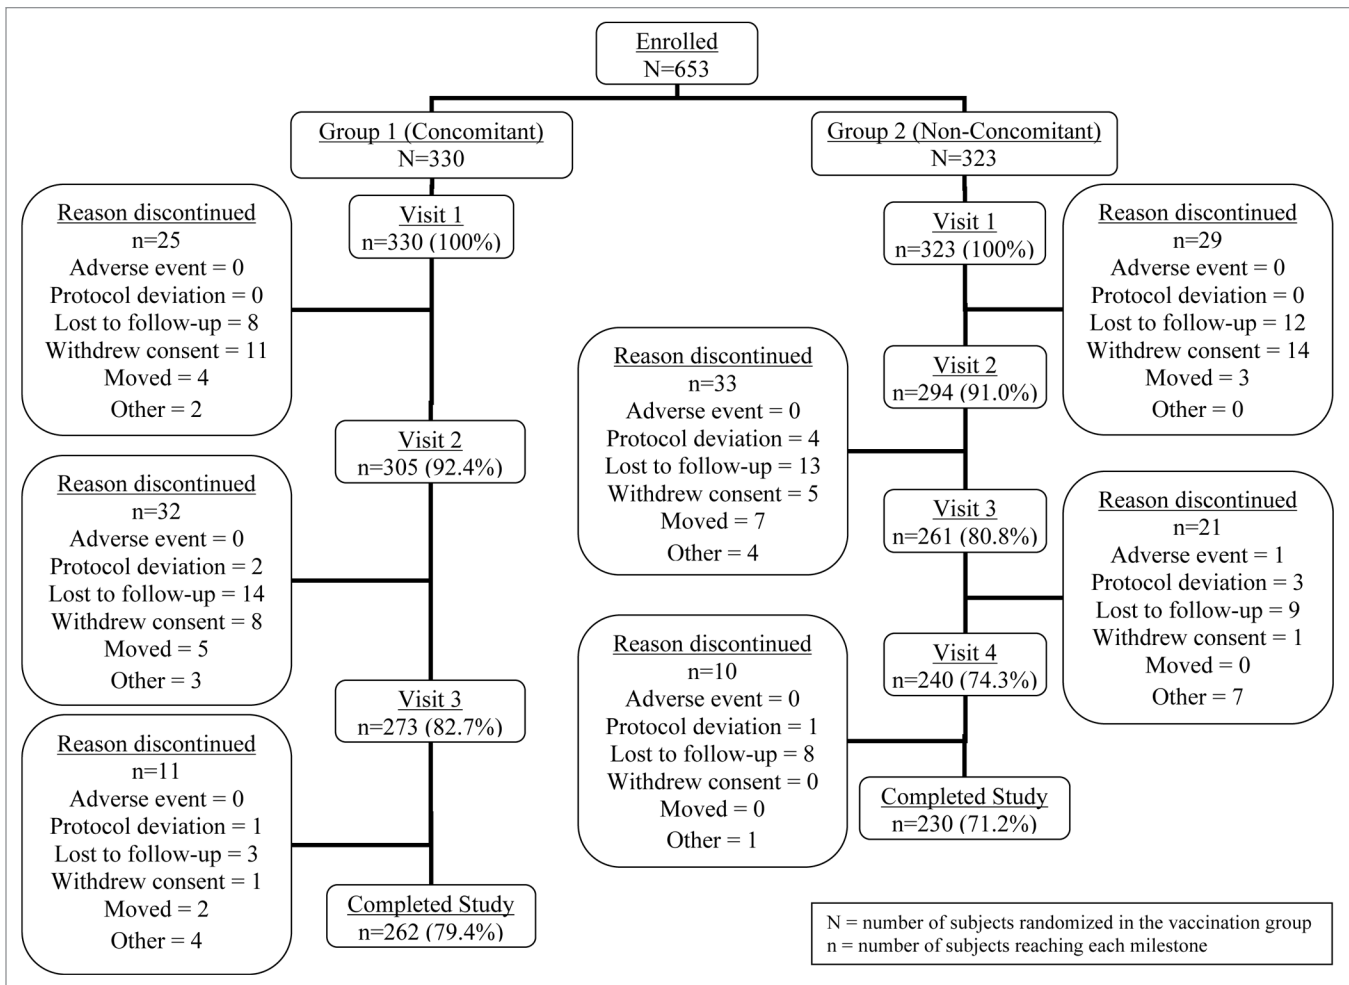 Enrolled
N=653
Group 1 (Concomitant)
N=330
Group 2 (Non-Concomitant)
N=323
Visit 1
n=330 (100%)
Reason discontinued
n=25
Adverse event = 0
Protocol deviation = 0
Lost to follow-up = 8
Withdrew consent = 11
Moved = 4
Other = 2
Visit 2
n=305 (92.4%)
Reason discontinued
n=32
Adverse event = 0
Protocol deviation = 2
Lost to follow-up = 14
Withdrew consent = 8
Moved = 5
Other = 3
Visit 3
n=273 (82.7%)
Reason discontinued
n=11
Adverse event = 0
Protocol deviation = 1
Lost to follow-up = 3
Withdrew consent = 1
Moved = 2
Other = 4
Completed Study
n=262 (79.4%)
Visit 1
n=323 (100%)
Reason discontinued
n=29
Adverse event = 0
Protocol deviation = 0
Lost to follow-up = 12
Withdrew consent = 14
Moved = 3
Other = 0
Visit 2
n=294 (91.0%)
Reason discontinued
n=33
Adverse event = 0
Protocol deviation = 4
Lost to follow-up = 13
Withdrew consent = 5
Moved = 7
Other = 4
Visit 3
n=261 (80.8%)
Reason discontinued
n=21
Adverse event = 1
Protocol deviation = 3
Lost to follow-up = 9
Withdrew consent = 1
Moved = 0
Other = 7
Visit 4
n=240 (74.3%)
Reason discontinued
n=10
Adverse event = 0
Protocol deviation = 1
Lost to follow-up = 8
Withdrew consent = 0
Moved = 0
Other = 1
Completed Study
n=230 (71.2%)
N = number of subjects randomized in the vaccination group
n = number of subjects reaching each milestone